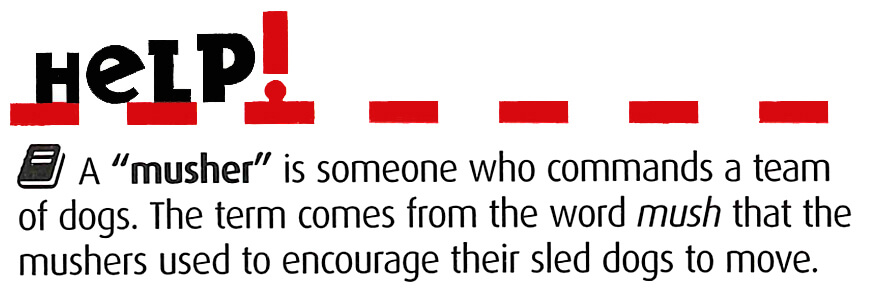 HeLP!
A “musher” is someone who commands a team
of dogs. The term comes from the word mush that the
mushers used to encourage their sled dogs to move.